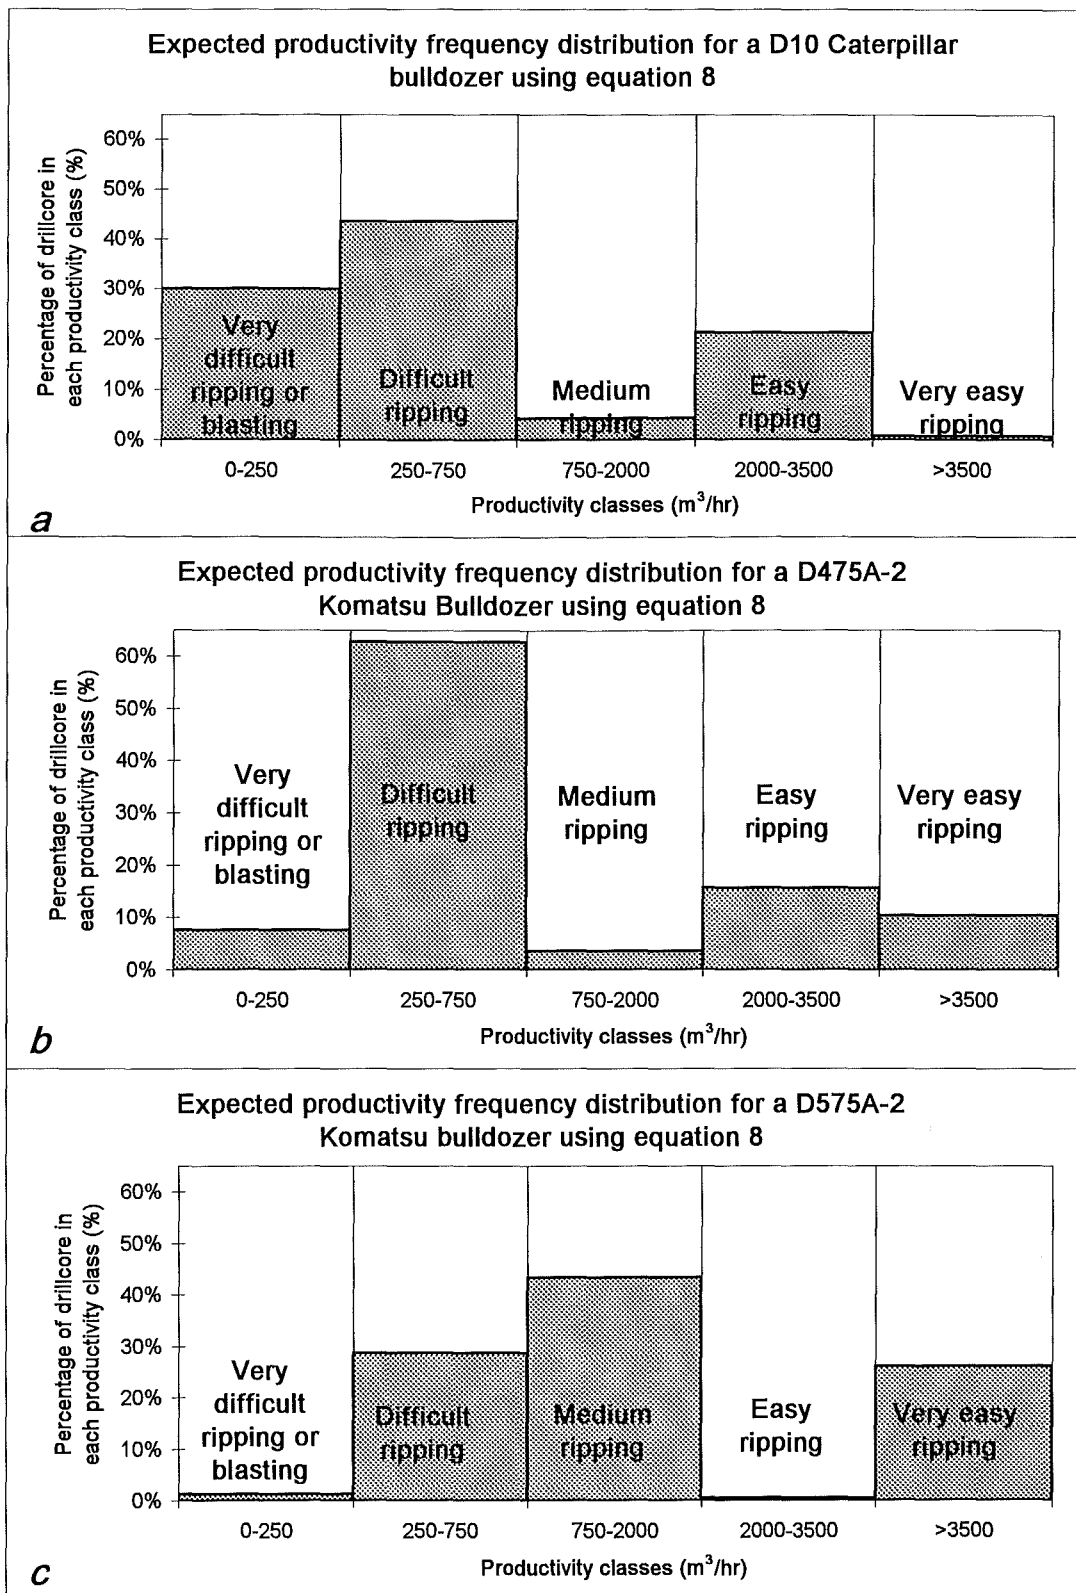 Expected productivity frequency distribution for a D10 Caterpillar
bulldozer using equation 8
Percentage of drillcore in
each productivity class (%)
60%
50%
40%
30%
20%
10%
0%
Very
difficult
ripping or
blasting
Difficult
ripping
Medium
ripping
Easy
ripping
Very easy
ripping
0-250
250-750
750-2000
2000-3500
>3500
Productivity classes (m³/hr)
a
Expected productivity frequency distribution for a D475A-2
Komatsu Bulldozer using equation 8
Percentage of drillcore in
each productivity class (%)
60%
50%
40%
30%
20%
10%
0%
Very
difficult
ripping or
blasting
Difficult
ripping
Medium
ripping
Easy
ripping
Very easy
ripping
0-250
250-750
750-2000
2000-3500
>3500
Productivity classes (m³/hr)
b
Expected productivity frequency distribution for a D575A-2
Komatsu bulldozer using equation 8
Percentage of drillcore in
each productivity class (%)
60%
50%
40%
30%
20%
10%
0%
Very
difficult
ripping or
blasting
Difficult
ripping
Medium
ripping
Easy
ripping
Very easy
ripping
0-250
250-750
750-2000
2000-3500
>3500
Productivity classes (m³/hr)
c